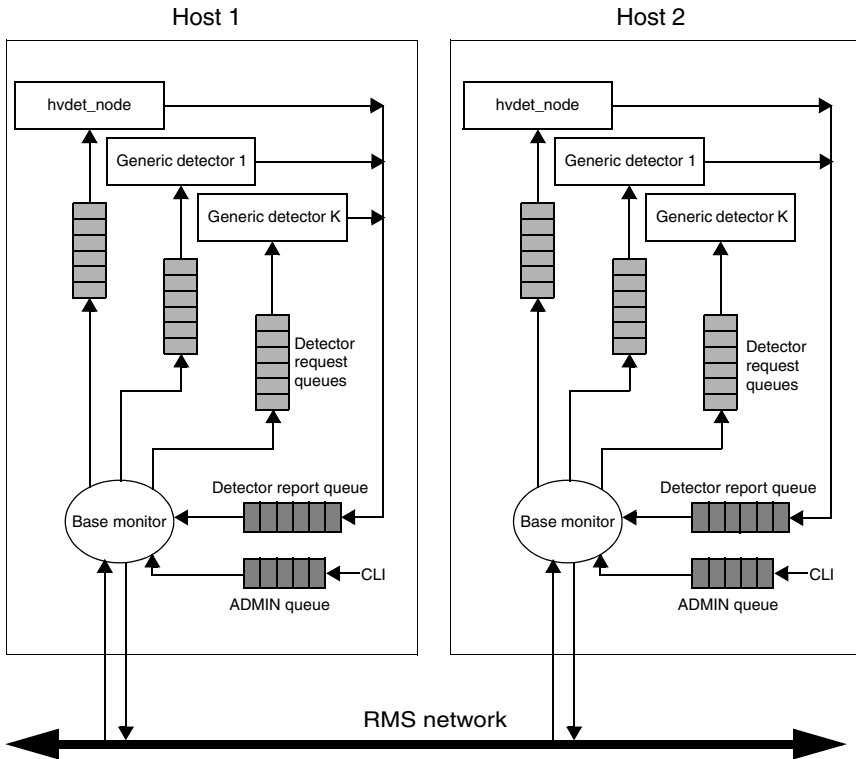 Host 1
Host 2
hvdet_node
Generic detector 1
Generic detector K
Detector
request
queues
Detector report queue
Base monitor
CLI
ADMIN queue
hvdet_node
Generic detector 1
Generic detector K
Detector
request
queues
Detector report queue
Base monitor
CLI
ADMIN queue
RMS network